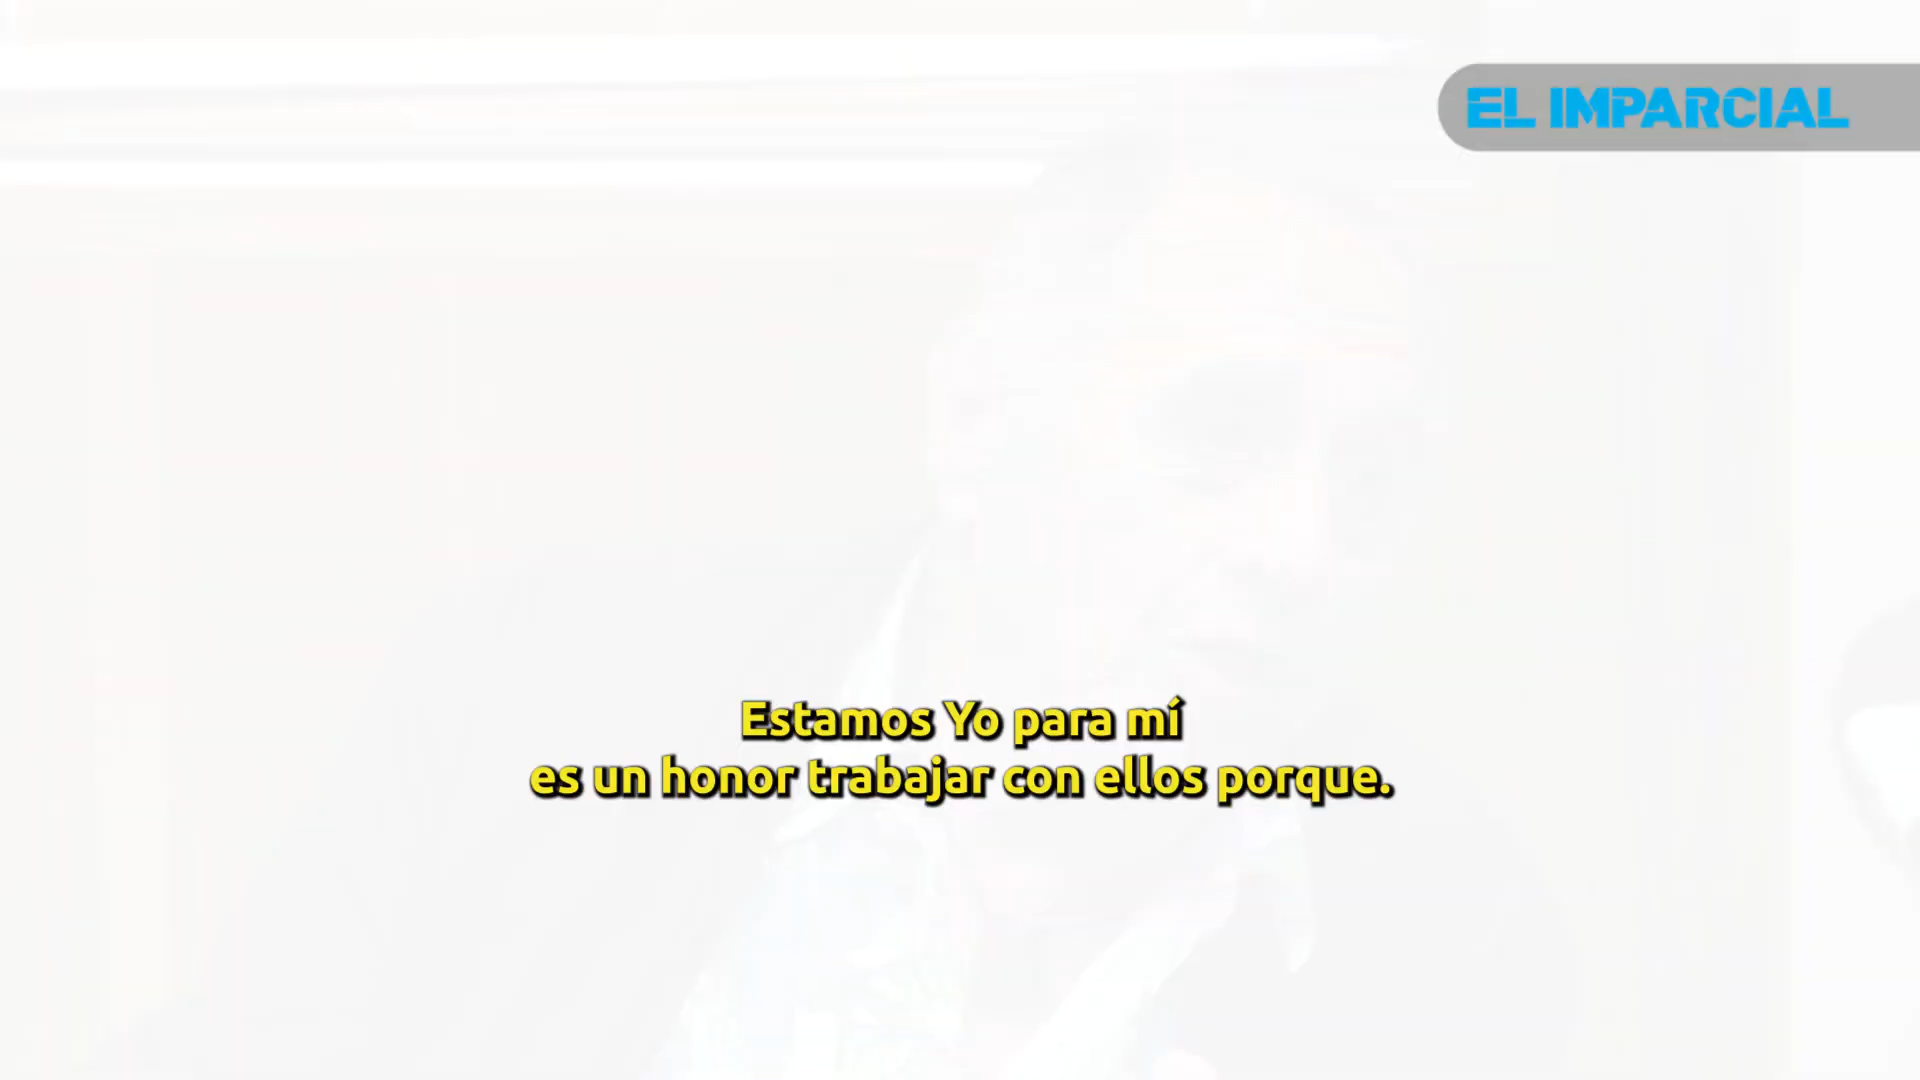 EL IMPARCIAL
Estamos Yo para mí
es un honor trabajar con ellos porque.